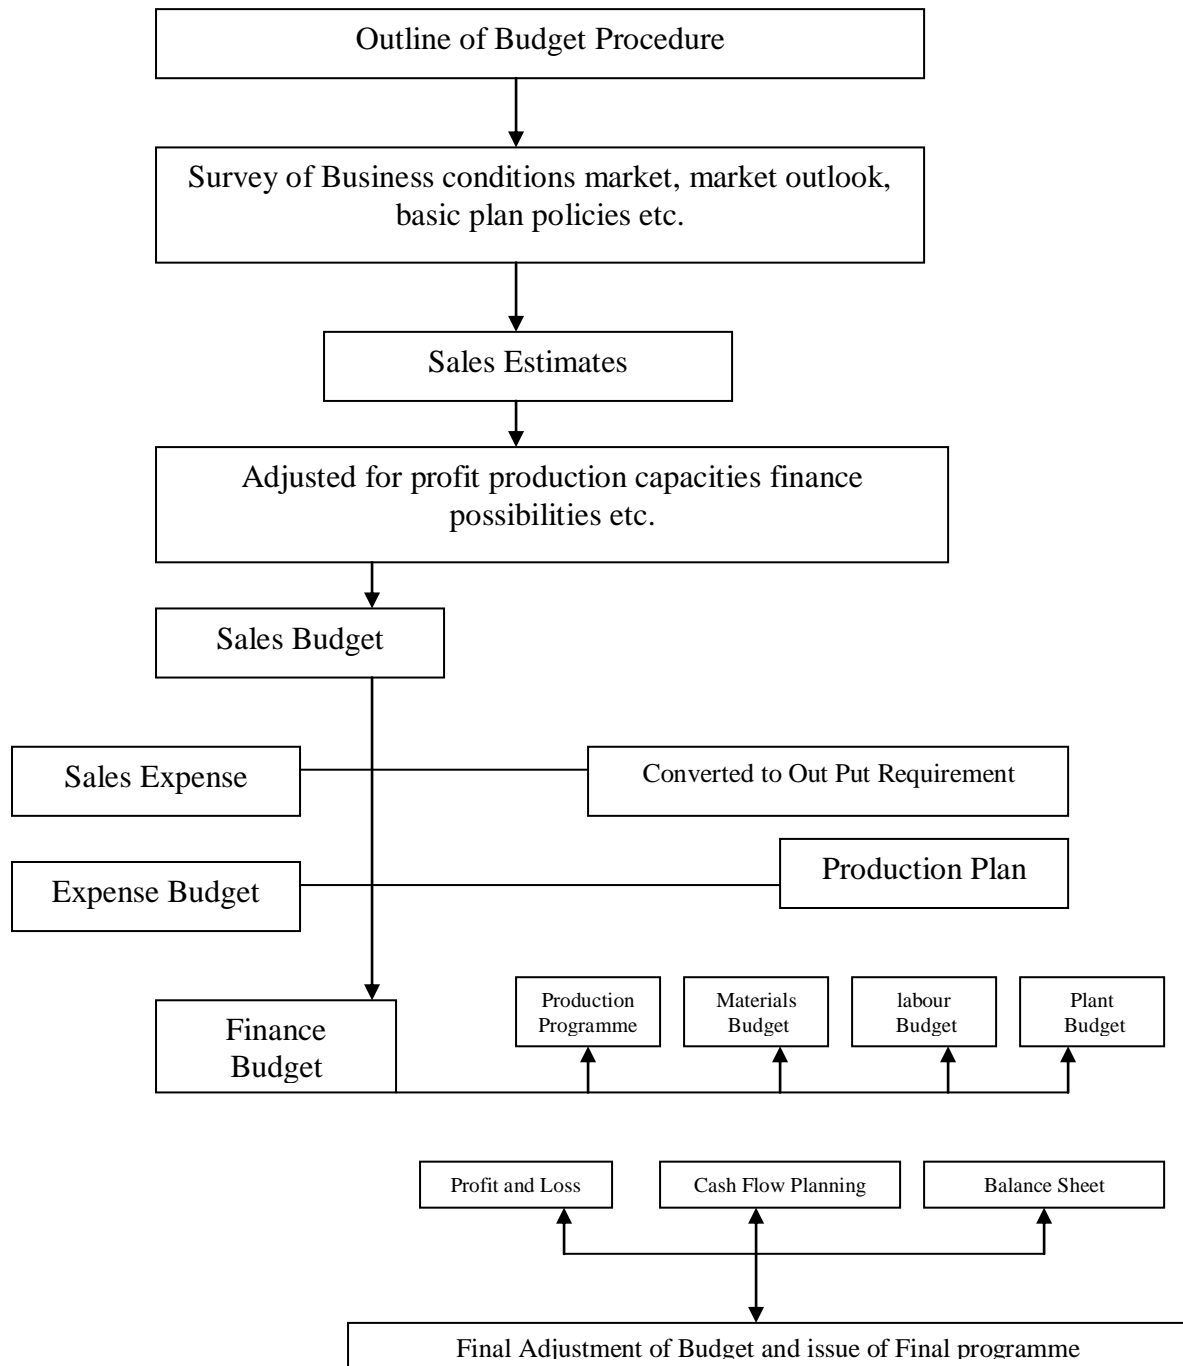 Outline of Budget Procedure
Survey of Business conditions market, market outlook,
basic plan policies etc.
Sales Estimates
Adjusted for profit production capacities finance
possibilities etc.
Sales Budget
Sales Expense
Converted to Out Put Requirement
Expense Budget
Production Plan
Finance
Budget
Production
Programme
Materials
Budget
labour
Budget
Plant
Budget
Profit and Loss
Cash Flow Planning
Balance Sheet
Final Adjustment of Budget and issue of Final programme